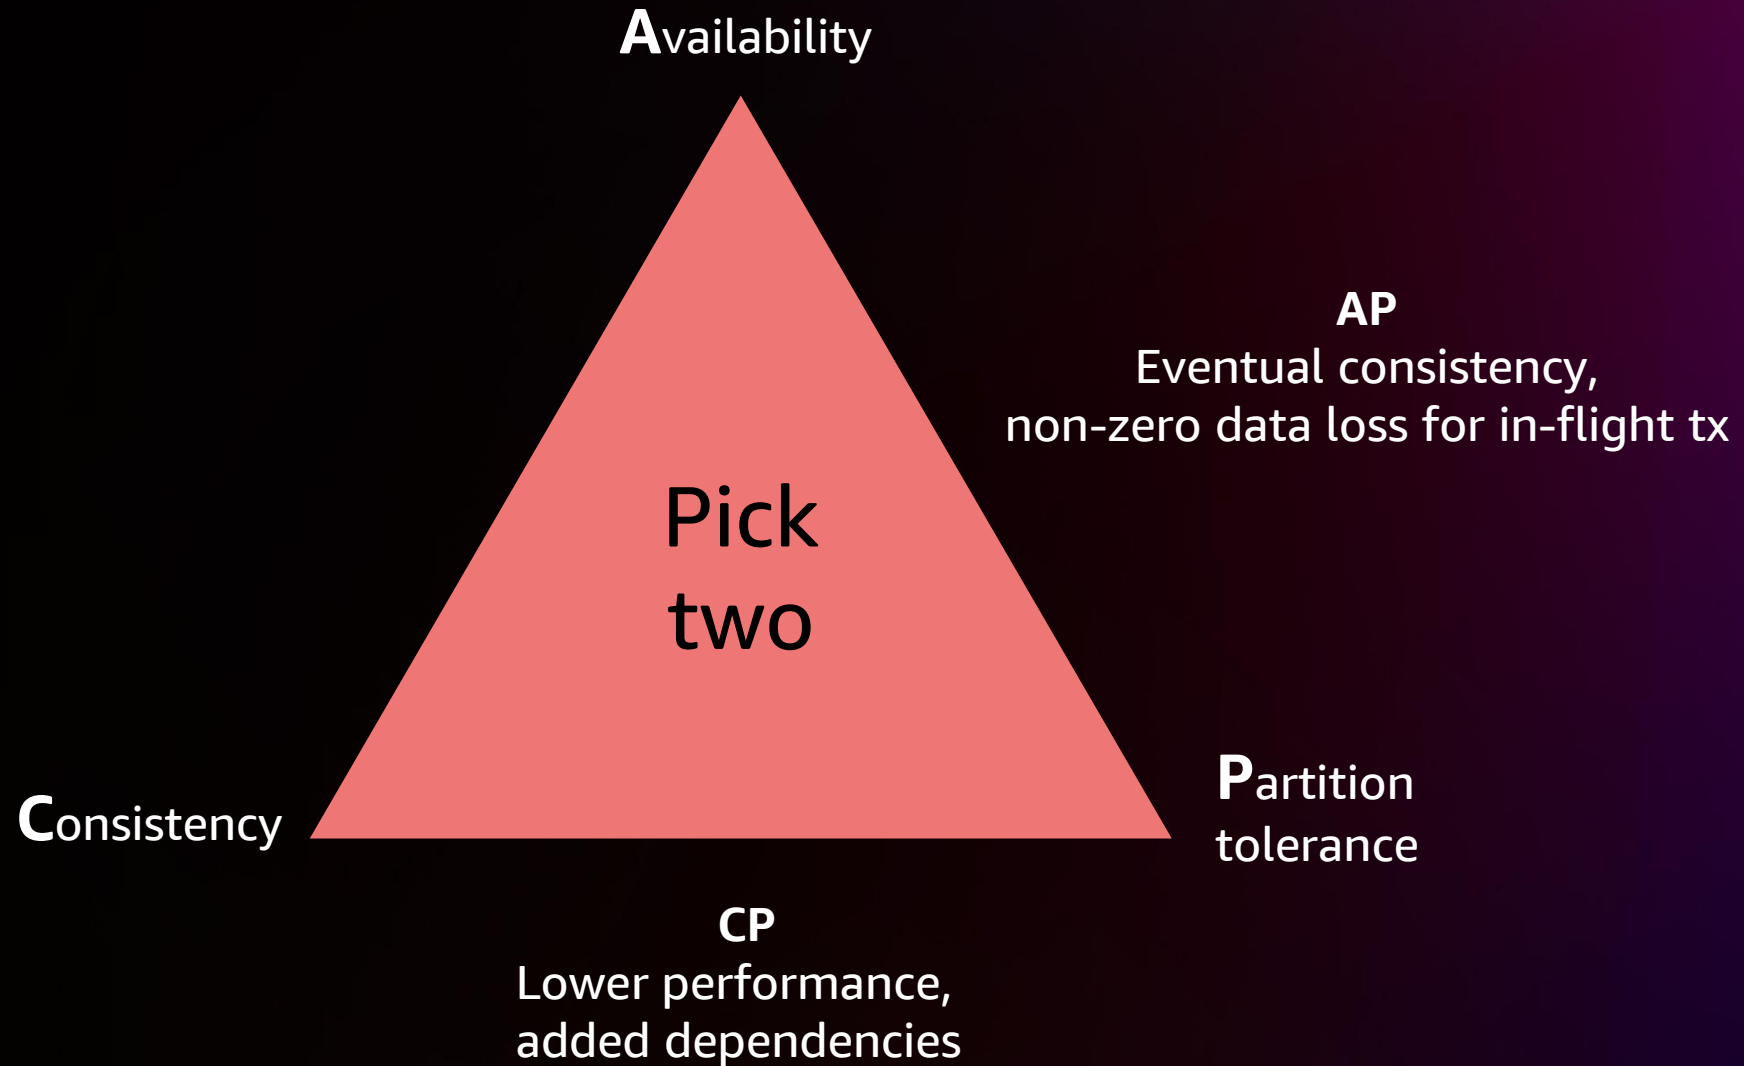 Availability
AP
Eventual consistency,
non-zero data loss for in-flight tx
Pick
two
Consistency
Partition
tolerance
CP
Lower performance,
added dependencies